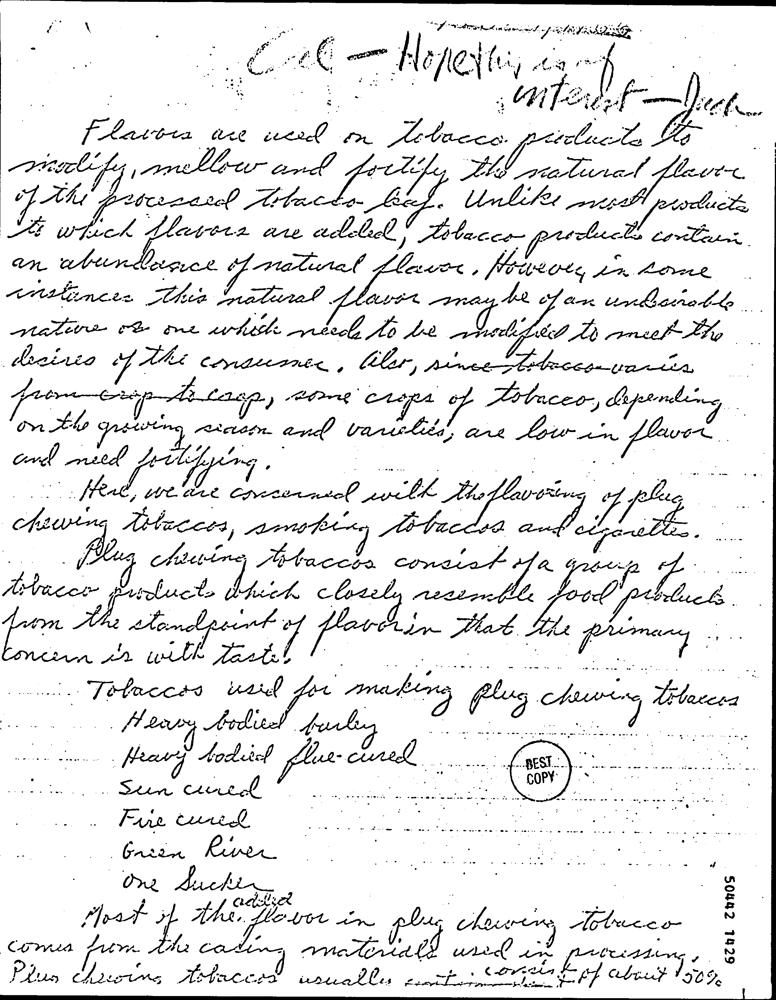 Cal - Hope this is of
interest - Jack
Flavors are used on tobacco products to
modify, mellow and fortify the natural flavor
of the processed tobacco leaf. Unlike most products
to which flavors are added, tobacco products contain
an abundance of natural flavor. However, in some
instances this natural flavor may be of an undesirable
nature or one which needs to be modified to meet the
desires of the consumer. Also, since tobacco varies
from crop to crop, some crops of tobacco, depending
on the growing season and varieties, are low in flavor
and need fortifying.
Here, we are concerned with the flavoring of plug
chewing tobaccos, smoking tobaccos and cigarettes.
Plug chewing tobaccos consist of a group of
tobacco products which closely resemble food products
from the standpoint of flavor in that the primary
concern is with taste.
Tobaccos used for making plug chewing tobaccos
Heavy bodied burley
Heavy bodied flue-cured
BEST
COPY
Sun cured
Fire cured
Green River
One Sucker
added
Most of the flavor in plug chewing tobacco
comes from the casing materials used in processing.
Plug chewing tobaccos usually consist of about 50%
50442 1429